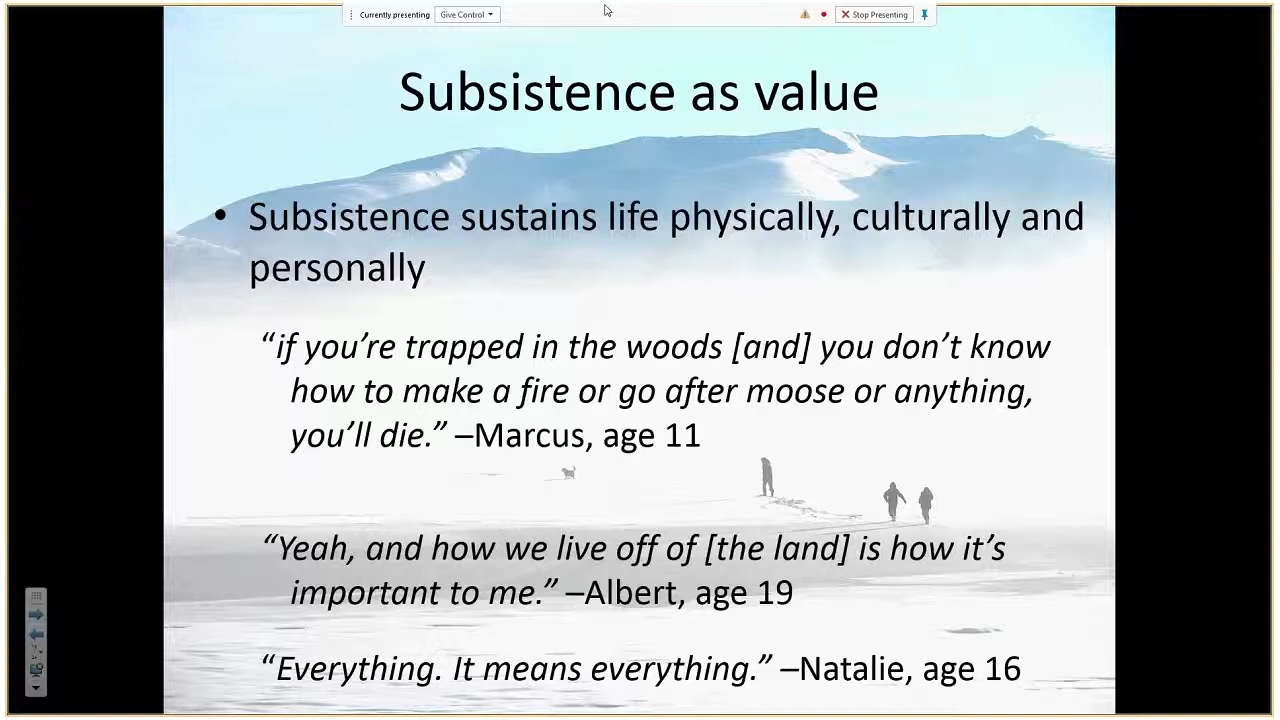 Currently presenting Give Control Stop Presenting
Subsistence as value
• Subsistence sustains life physically, culturally and
personally
“if you’re trapped in the woods [and] you don’t know
how to make a fire or go after moose or anything,
you’ll die.” –Marcus, age 11
“Yeah, and how we live off of [the land] is how it’s
important to me.” –Albert, age 19
“Everything. It means everything.” –Natalie, age 16